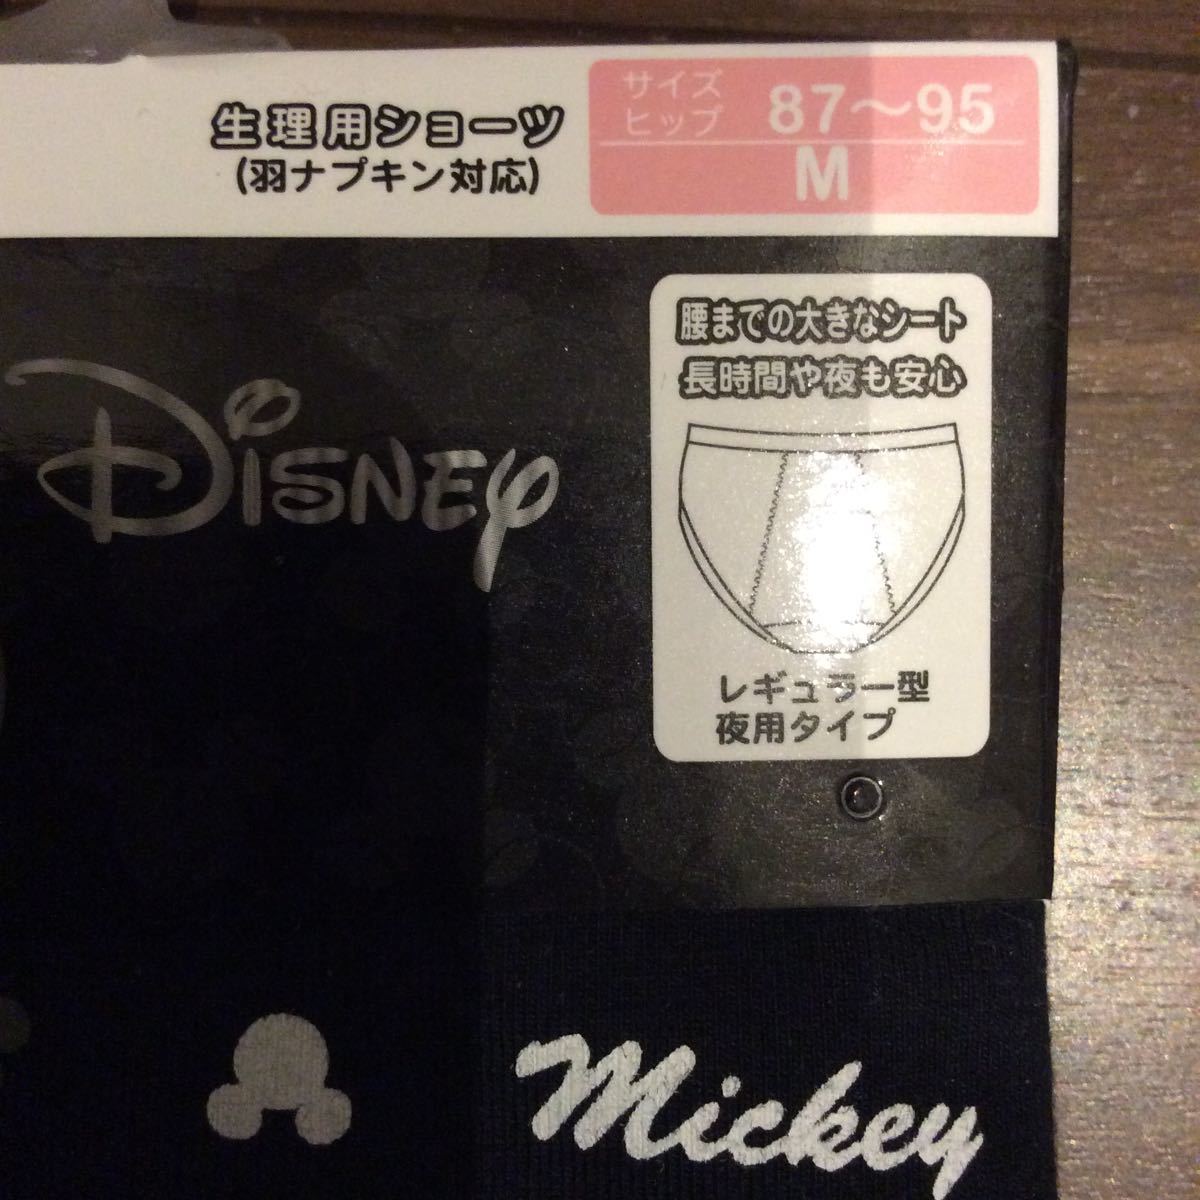 生理用ショーツ
(羽ナプキン対応)
サイズ
ヒップ
87～95
M
腰までの大きなシート
長時間や夜も安心
DISNEY
レギュラー型
夜用タイプ
Mickey